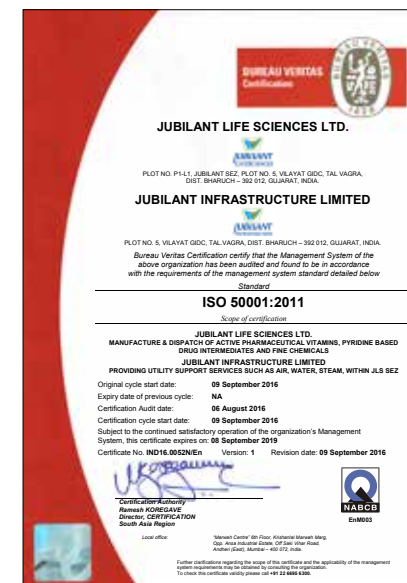 BUREAU VERITAS
Certification
JUBILANT LIFE SCIENCES LTD.
JUBILANT
PLOT NO. P1-L1, JUBILANT SEZ, PLOT NO. 5, VILAYAT GIDC, TAL VAGRA,
DIST. BHARUCH – 392 012, GUJARAT, INDIA.
JUBILANT INFRASTRUCTURE LIMITED
JUBILANT
PLOT NO. 5, VILAYAT GIDC, TAL.VAGRA, DIST. BHARUCH – 392 012, GUJARAT, INDIA.
Bureau Veritas Certification certify that the Management System of the
above organization has been audited and found to be in accordance
with the requirements of the management system standard detailed below
Standard
ISO 50001:2011
Scope of certification
JUBILANT LIFE SCIENCES LTD.
MANUFACTURE & DISPATCH OF ACTIVE PHARMACEUTICAL VITAMINS, PYRIDINE BASED
DRUG INTERMEDIATES AND FINE CHEMICALS
JUBILANT INFRASTRUCTURE LIMITED
PROVIDING UTILITY SUPPORT SERVICES SUCH AS AIR, WATER, STEAM, WITHIN JLS SEZ
Original cycle start date: 09 September 2016
Expiry date of previous cycle: NA
Certification Audit date: 06 August 2016
Certification cycle start date: 09 September 2016
Subject to the continued satisfactory operation of the organization's Management
System, this certificate expires on: 08 September 2019
Certificate No. IND16.0052N/En Version: 1 Revision date: 09 September 2016
Certification Authority
Ramesh KOREGAVE
Director, CERTIFICATION
South Asia Region
NABCB
EnM003
Local office: "Marwah Centre" 6th Floor, Krishanlal Marwah Marg,
Opp. Ansa Industrial Estate, Off Saki Vihar Road,
Andheri (East), Mumbai – 400 072, India.
Further clarifications regarding the scope of this certificate and the applicability of the management
system requirements may be obtained by consulting the organization.
To check this certificate validity please call +91 22 6695 6300.